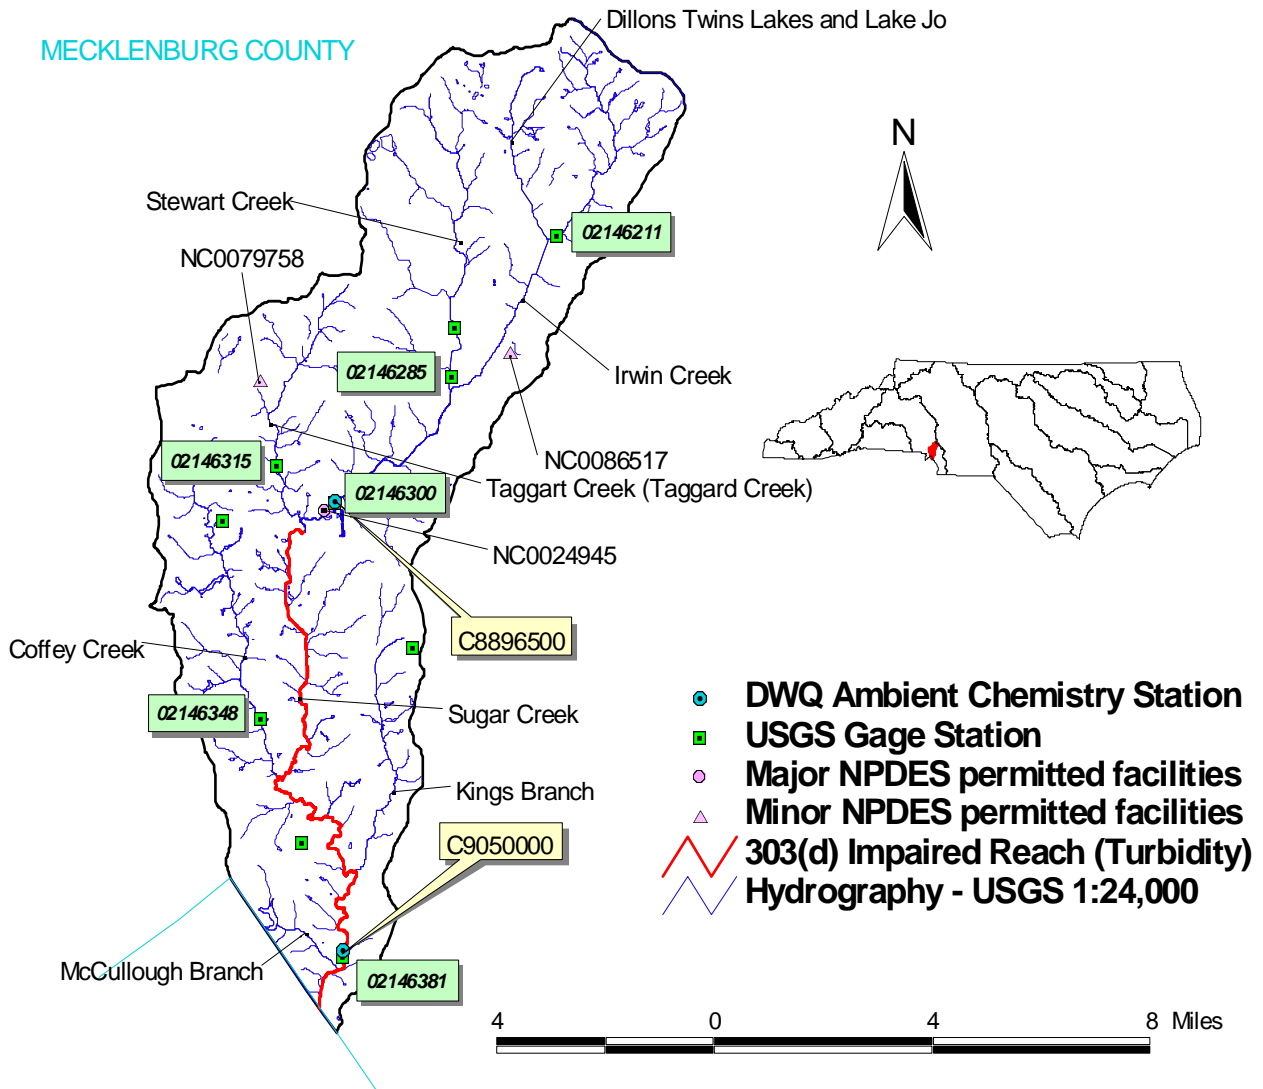 Dillons Twins Lakes and Lake Jo
MECKLENBURG COUNTY
N
Stewart Creek
02146211
NC0079758
02146285
Irwin Creek
02146315
NC0086517
Taggart Creek (Taggard Creek)
02146300
NC0024945
C8896500
Coffey Creek
02146348
Sugar Creek
Kings Branch
C9050000
McCullough Branch
02146381
DWQ Ambient Chemistry Station
USGS Gage Station
Major NPDES permitted facilities
Minor NPDES permitted facilities
303(d) Impaired Reach (Turbidity)
Hydrography - USGS 1:24,000
4 0 4 8 Miles